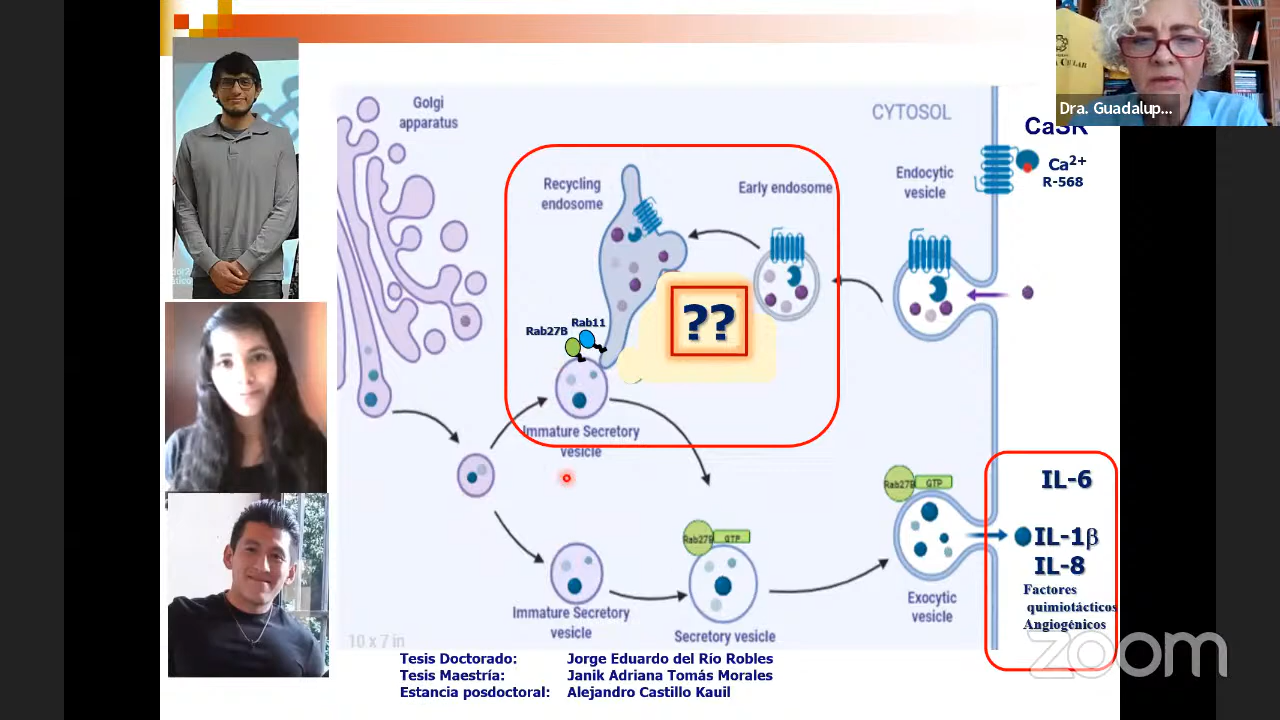 Golgi
apparatus
CYTOSOL
Dra. Guadalup...
CaSR
Ca²⁺
R-568
Recycling
endosome
Early endosome
Endocytic
vesicle
??
Rab27B
Rab11
Immature Secretory
vesicle
Rab27B GTP
Rab27B GTP
IL-6
IL-1β
IL-8
Factores
quimiotácticos
Angiogénicos
Immature Secretory
vesicle
Secretory vesicle
Exocytic
vesicle
10 x 7 in
zoom
Tesis Doctorado: Jorge Eduardo del Río Robles
Tesis Maestría: Janik Adriana Tomás Morales
Estancia posdoctoral: Alejandro Castillo Kauil